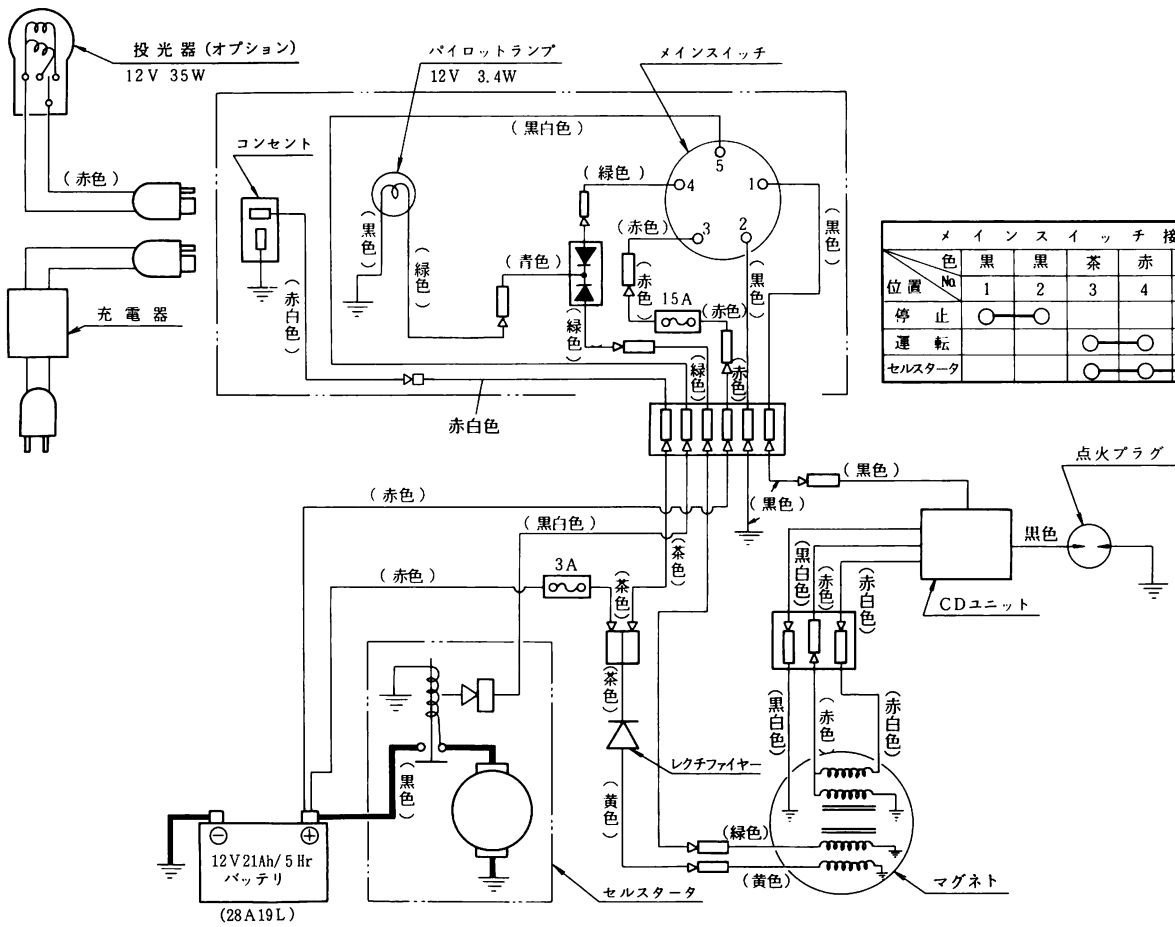 投光器(オプション)
12V 35W
パイロットランプ
12V 3.4W
メインスイッチ
(黒白色)
コンセント
(赤色)
(緑色)
4
5
1
3
2
(赤色)
(黒色)
(黒色)
(緑色)
(青色)
(赤色)
15A
(赤色)
(黒色)
充電器
(赤白色)
(緑色)
(緑色)
(赤色)
赤白色
メインスイッチ接
色 黒 黒 茶 赤
位置 No. 1 2 3 4
停止
運転
セルスタータ
点火プラグ
(黒色)
(赤色)
(黒色)
(黒白色)
(茶色)
黒色
(黒白色)
(赤色)
(赤白色)
CDユニット
(赤色)
3A
(茶色)
(茶色)
(黒白色)
(赤色)
(赤白色)
レクチファイヤー
(黒色)
(黄色)
(緑色)
(黄色)
マグネト
⊖ ⊕
12V21Ah/5Hr
バッテリ
(28A19L)
セルスタータ